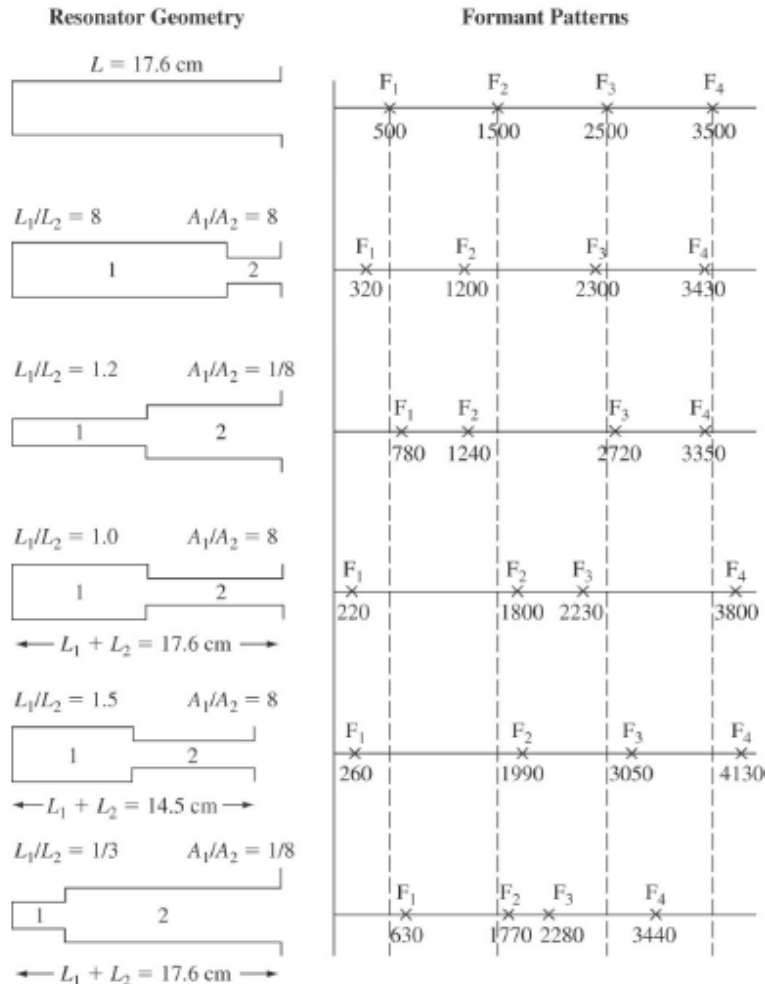 Resonator Geometry Formant Patterns
L = 17.6 cm
F₁ F₂ F₃ F₄
500 1500 2500 3500
L₁/L₂ = 8 A₁/A₂ = 8
1 2
F₁ F₂ F₃ F₄
320 1200 2300 3430
L₁/L₂ = 1.2 A₁/A₂ = 1/8
1 2
F₁ F₂ F₃ F₄
780 1240 2720 3350
L₁/L₂ = 1.0 A₁/A₂ = 8
1 2
F₁ F₂ F₃ F₄
220 1800 2230 3800
L₁ + L₂ = 17.6 cm
L₁/L₂ = 1.5 A₁/A₂ = 8
1 2
F₁ F₂ F₃ F₄
260 1990 3050 4130
L₁ + L₂ = 14.5 cm
L₁/L₂ = 1/3 A₁/A₂ = 1/8
1 2
F₁ F₂ F₃ F₄
630 1770 2280 3440
L₁ + L₂ = 17.6 cm